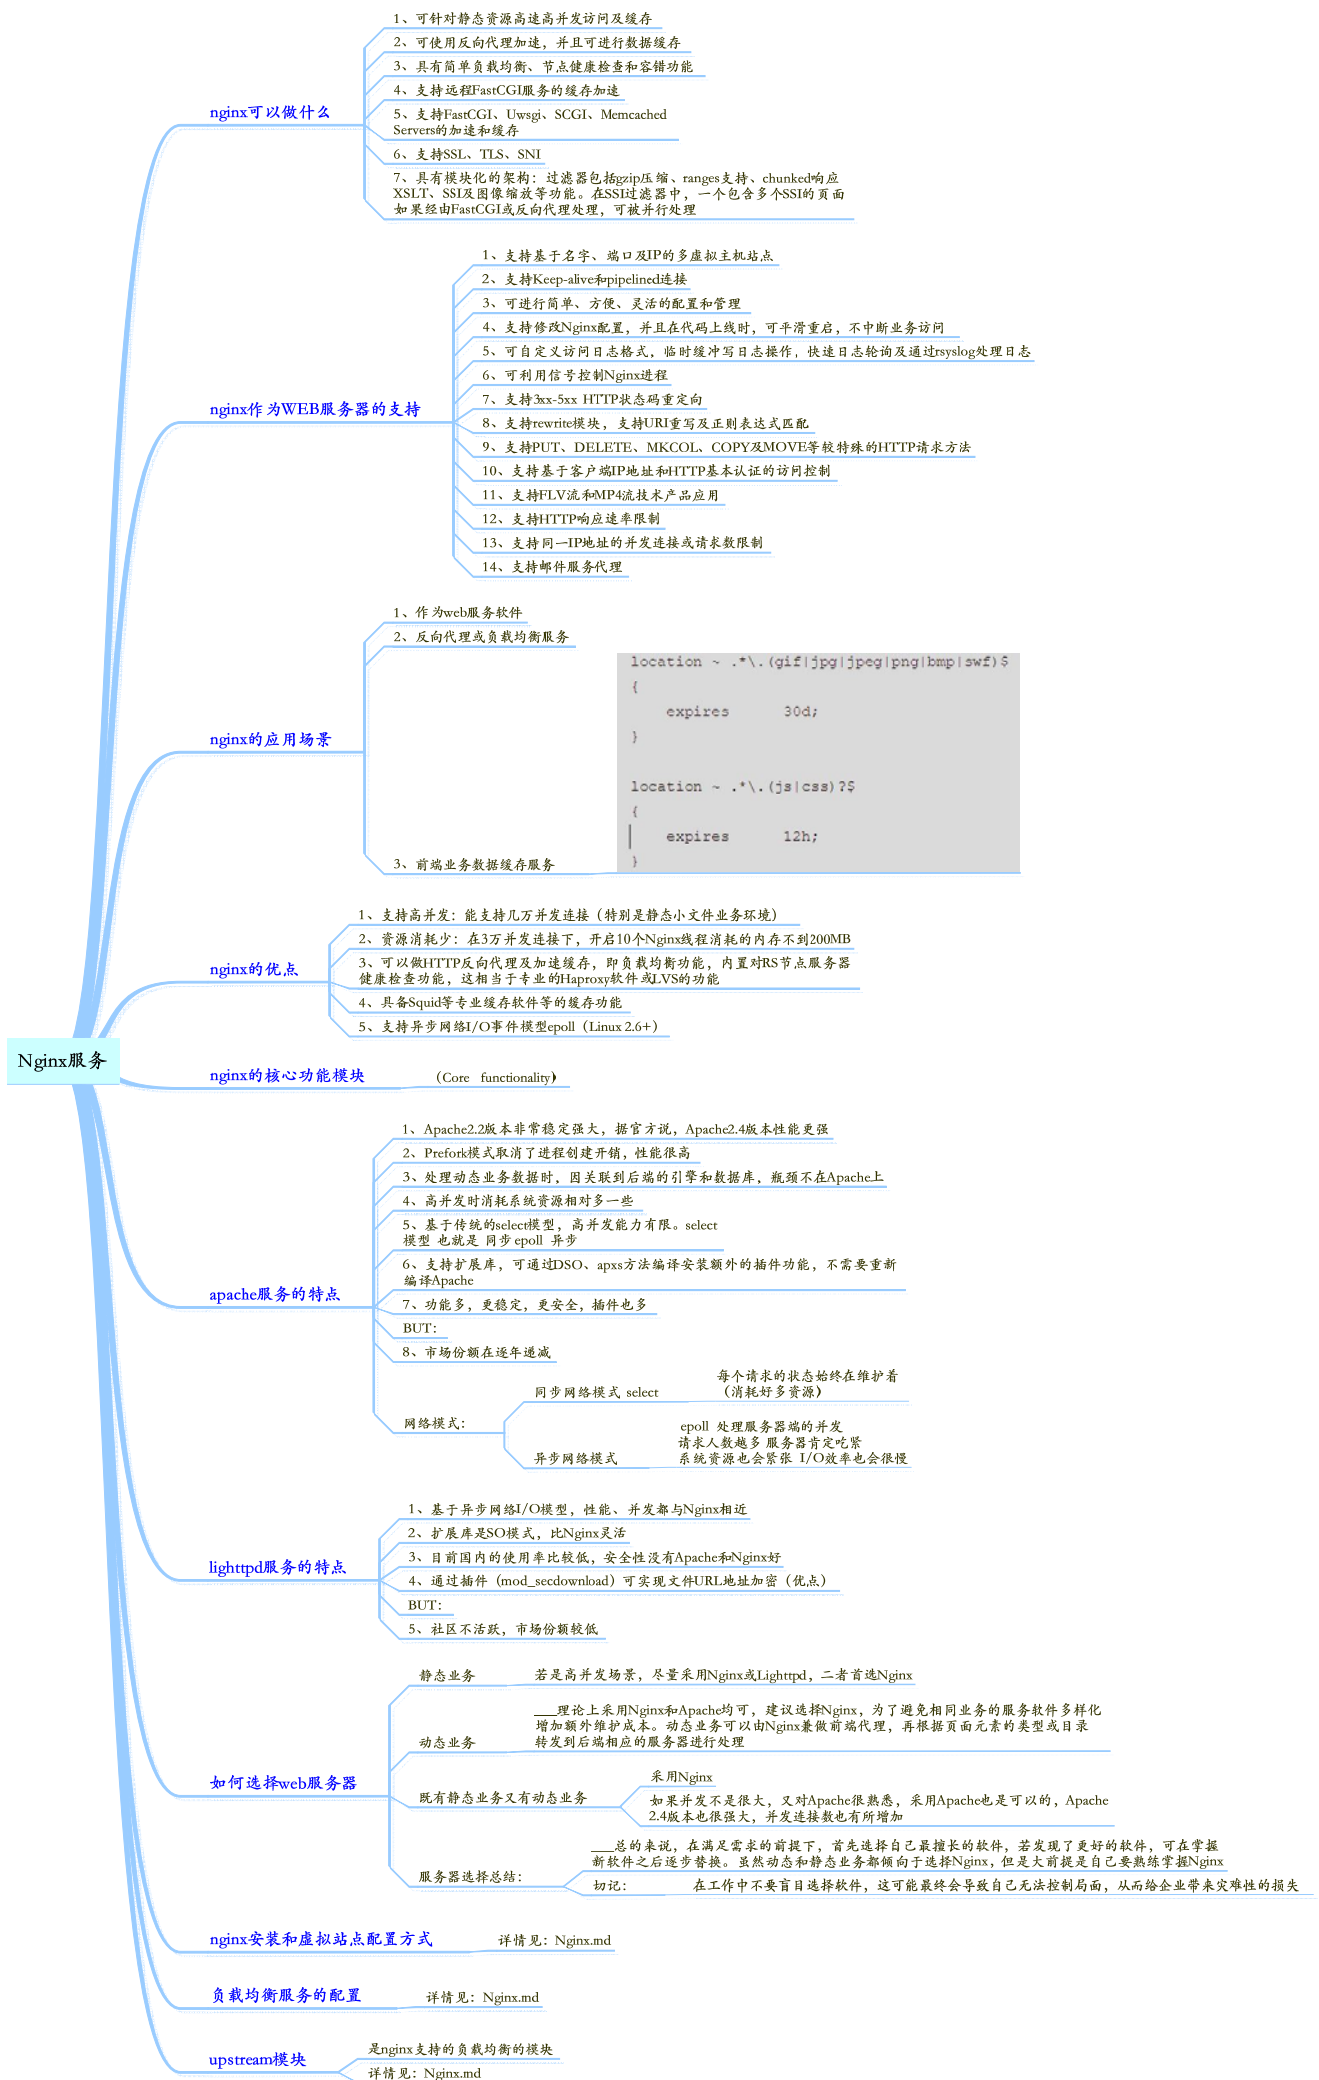 Nginx服务
nginx可以做什么
1、可针对静态资源高速高并发访问及缓存
2、可使用反向代理加速，并且可进行数据缓存
3、具有简单负载均衡、节点健康检查和容错功能
4、支持远程FastCGI服务的缓存加速
5、支持FastCGI、Uwsgi、SCGI、Memcached
Servers的加速和缓存
6、支持SSL、TLS、SNI
7、具有模块化的架构：过滤器包括gzip压缩、ranges支持、chunked响应
XSLT、SSI及图像缩放等功能。在SSI过滤器中，一个包含多个SSI的页面
如果经由FastCGI或反向代理处理，可被并行处理
nginx作为WEB服务器的支持
1、支持基于名字、端口及IP的多虚拟主机站点
2、支持Keep-alive和pipelined连接
3、可进行简单、方便、灵活的配置和管理
4、支持修改Nginx配置，并且在代码上线时，可平滑重启，不中断业务访问
5、可自定义访问日志格式，临时缓冲写日志操作，快速日志轮询及通过rsyslog处理日志
6、可利用信号控制Nginx进程
7、支持3xx-5xx HTTP状态码重定向
8、支持rewrite模块，支持URI重写及正则表达式匹配
9、支持PUT、DELETE、MKCOL、COPY及MOVE等较特殊的HTTP请求方法
10、支持基于客户端IP地址和HTTP基本认证的访问控制
11、支持FLV流和MP4流技术产品应用
12、支持HTTP响应速率限制
13、支持同一IP地址的并发连接或请求数限制
14、支持邮件服务代理
nginx的应用场景
1、作为web服务软件
2、反向代理或负载均衡服务
3、前端业务数据缓存服务
location ~ .*\.(gif|jpg|jpeg|png|bmp|swf)$
{
expires 30d;
}
location ~ .*\.(js|css)?$
{
expires 12h;
}
nginx的优点
1、支持高并发：能支持几万并发连接（特别是静态小文件业务环境）
2、资源消耗少：在3万并发连接下，开启10个Nginx线程消耗的内存不到200MB
3、可以做HTTP反向代理及加速缓存，即负载均衡功能，内置对RS节点服务器
健康检查功能，这相当于专业的Haproxy软件或LVS的功能
4、具备Squid等专业缓存软件等的缓存功能
5、支持异步网络I/O事件模型epoll（Linux 2.6+）
nginx的核心功能模块
（Core functionality）
apache服务的特点
1、Apache2.2版本非常稳定强大，据官方说，Apache2.4版本性能更强
2、Prefork模式取消了进程创建开销，性能很高
3、处理动态业务数据时，因关联到后端的引擎和数据库，瓶颈不在Apache上
4、高并发时消耗系统资源相对多一些
5、基于传统的select模型，高并发能力有限。select
模型 也就是 同步 epoll 异步
6、支持扩展库，可通过DSO、apxs方法编译安装额外的插件功能，不需要重新
编译Apache
7、功能多，更稳定，更安全，插件也多
BUT：
8、市场份额在逐年递减
网络模式：
同步网络模式 select
每个请求的状态始终在维护着
（消耗好多资源）
异步网络模式
epoll 处理服务器端的并发
请求人数越多 服务器肯定吃紧
系统资源也会紧张 I/O效率也会很慢
lighttpd服务的特点
1、基于异步网络I/O模型，性能、并发都与Nginx相近
2、扩展库是SO模式，比Nginx灵活
3、目前国内的使用率比较低，安全性没有Apache和Nginx好
4、通过插件（mod_secdownload）可实现文件URL地址加密（优点）
BUT：
5、社区不活跃，市场份额较低
如何选择web服务器
静态业务
若是高并发场景，尽量采用Nginx或Lighttpd，二者首选Nginx
动态业务
___理论上采用Nginx和Apache均可，建议选择Nginx，为了避免相同业务的服务软件多样化
增加额外维护成本。动态业务可以由Nginx兼做前端代理，再根据页面元素的类型或目录
转发到后端相应的服务器进行处理
既有静态业务又有动态业务
采用Nginx
如果并发不是很大，又对Apache很熟悉，采用Apache也是可以的，Apache
2.4版本也很强大，并发连接数也有所增加
服务器选择总结：
___总的来说，在满足需求的前提下，首先选择自己最擅长的软件，若发现了更好的软件，可在掌握
新软件之后逐步替换。虽然动态和静态业务都倾向于选择Nginx，但是大前提是自己要熟练掌握Nginx
切记：
在工作中不要盲目选择软件，这可能最终会导致自己无法控制局面，从而给企业带来灾难性的损失
nginx安装和虚拟站点配置方式
详情见：Nginx.md
负载均衡服务的配置
详情见：Nginx.md
upstream模块
是nginx支持的负载均衡的模块
详情见：Nginx.md